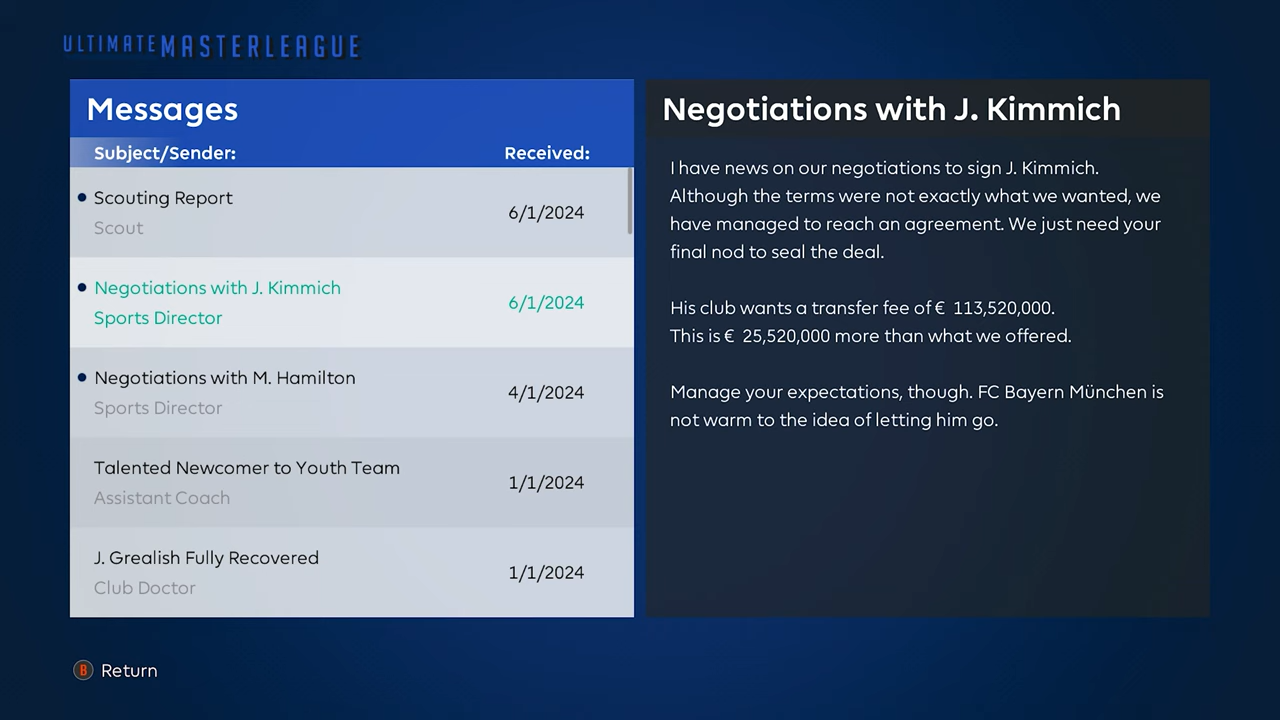 ULTIMATE MASTER LEAGUE
Messages
Subject/Sender: Received:
Scouting Report
Scout
6/1/2024
Negotiations with J. Kimmich
Sports Director
6/1/2024
Negotiations with M. Hamilton
Sports Director
4/1/2024
Talented Newcomer to Youth Team
Assistant Coach
1/1/2024
J. Grealish Fully Recovered
Club Doctor
1/1/2024
Negotiations with J. Kimmich
I have news on our negotiations to sign J. Kimmich.
Although the terms were not exactly what we wanted, we
have managed to reach an agreement. We just need your
final nod to seal the deal.
His club wants a transfer fee of € 113,520,000.
This is € 25,520,000 more than what we offered.
Manage your expectations, though. FC Bayern München is
not warm to the idea of letting him go.
B Return